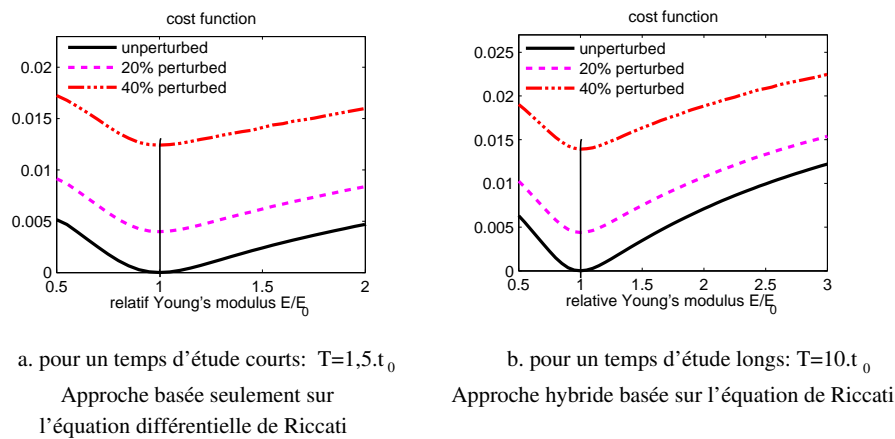 cost function
unperturbed
20% perturbed
40% perturbed
0.02
0.015
0.01
0.005
0
0.5
1
1.5
2
relatif Young's modulus E/E0
cost function
unperturbed
20% perturbed
40% perturbed
0.025
0.02
0.015
0.01
0.005
0
0.5
1
1.5
2
2.5
3
relative Young's modulus E/E0
a. pour un temps d'étude courts: T=1,5.t0
Approche basée seulement sur
l'équation différentielle de Riccati
b. pour un temps d'étude longs: T=10.t0
Approche hybride basée sur l'équation de Riccati